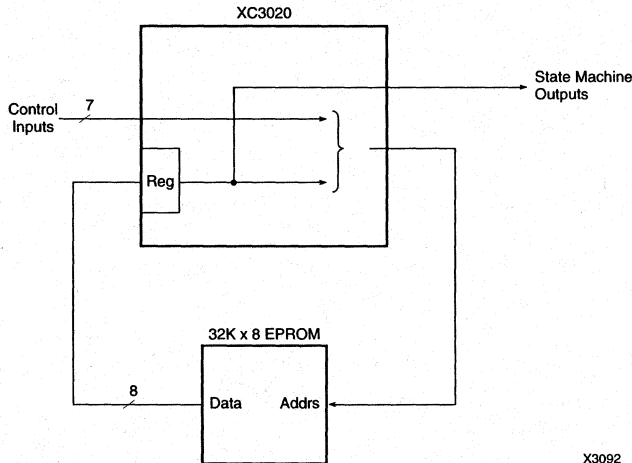 XC3020
State Machine
Outputs
Control
Inputs
7
Reg
32K x 8 EPROM
8
Data
Addrs
X3092